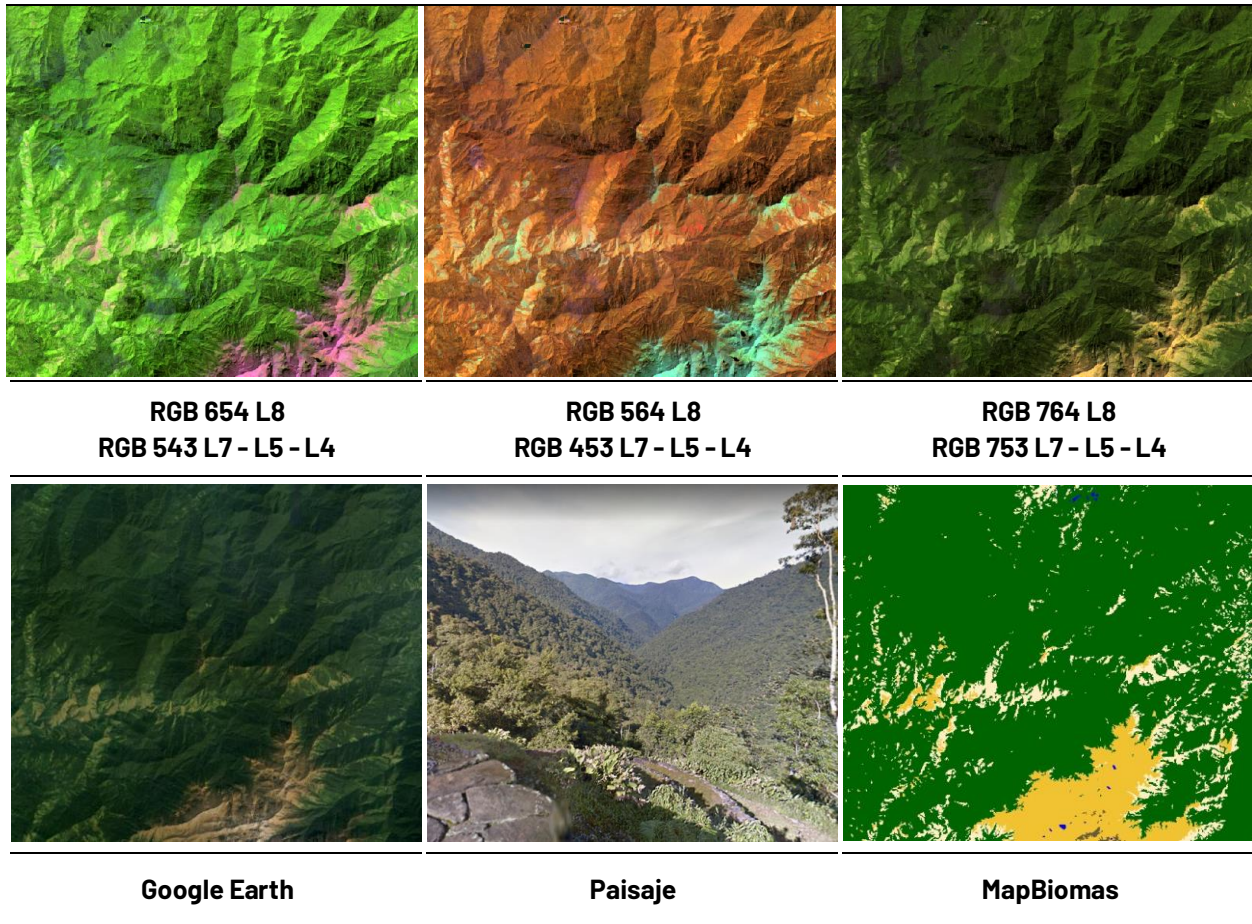 RGB 654 L8
RGB 543 L7 - L5 - L4
RGB 564 L8
RGB 453 L7 - L5 - L4
RGB 764 L8
RGB 753 L7 - L5 - L4
Google Earth
Paisaje
MapBiomas